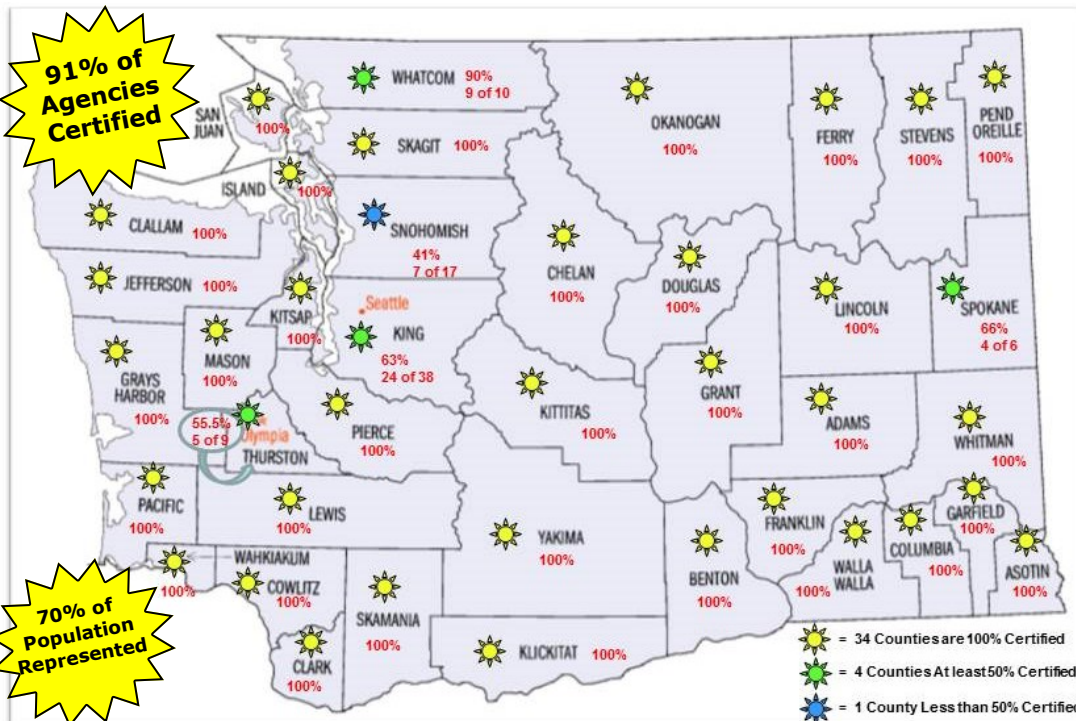 91% of
Agencies
Certified
WHATCOM 90%
9 of 10
SAN
JUAN
100%
SKAGIT 100%
ISLAND
100%
OKANOGAN
100%
FERRY
100%
STEVENS
100%
PEND
OREILLE
100%
CLALLAM 100%
SNOHOMISH
41%
7 of 17
JEFFERSON 100%
KITSAP
100%
Seattle
KING
63%
24 of 38
CHELAN
100%
DOUGLAS
100%
LINCOLN
100%
SPOKANE
66%
4 of 6
MASON
100%
GRAYS
HARBOR
100%
55.5%
5 of 9
Olympia
THURSTON
PIERCE
100%
KITTITAS
100%
GRANT
100%
ADAMS
100%
WHITMAN
100%
PACIFIC
100%
LEWIS
100%
YAKIMA
100%
BENTON
100%
FRANKLIN
100%
WALLA
WALLA
100%
COLUMBIA
100%
GARFIELD
100%
ASOTIN
100%
WAHKIAKUM
100%
COWLITZ
100%
SKAMANIA
100%
CLARK
100%
KLICKITAT 100%
70% of
Population
Represented
= 34 Counties are 100% Certified
= 4 Counties At least 50% Certified
= 1 County Less than 50% Certified